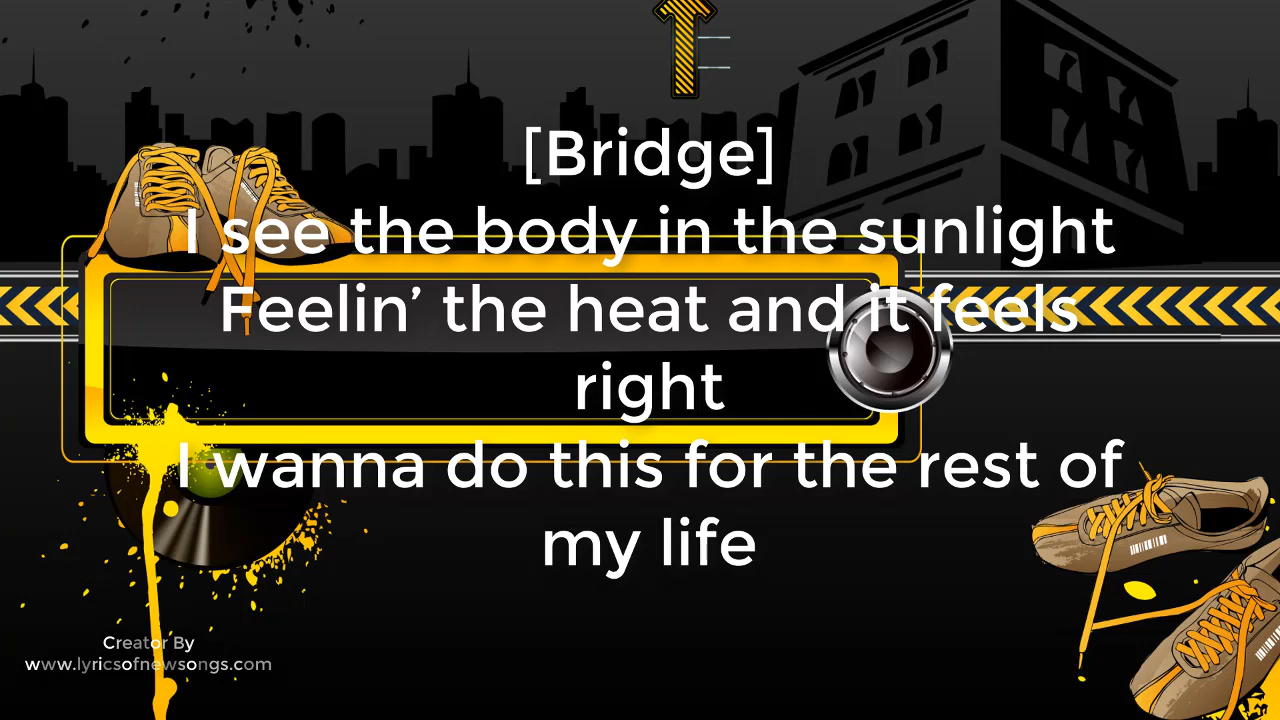 [Bridge]
I see the body in the sunlight
Feelin’ the heat and it feels
right
I wanna do this for the rest of
my life
Creator By
www.lyricsofnewsongs.com